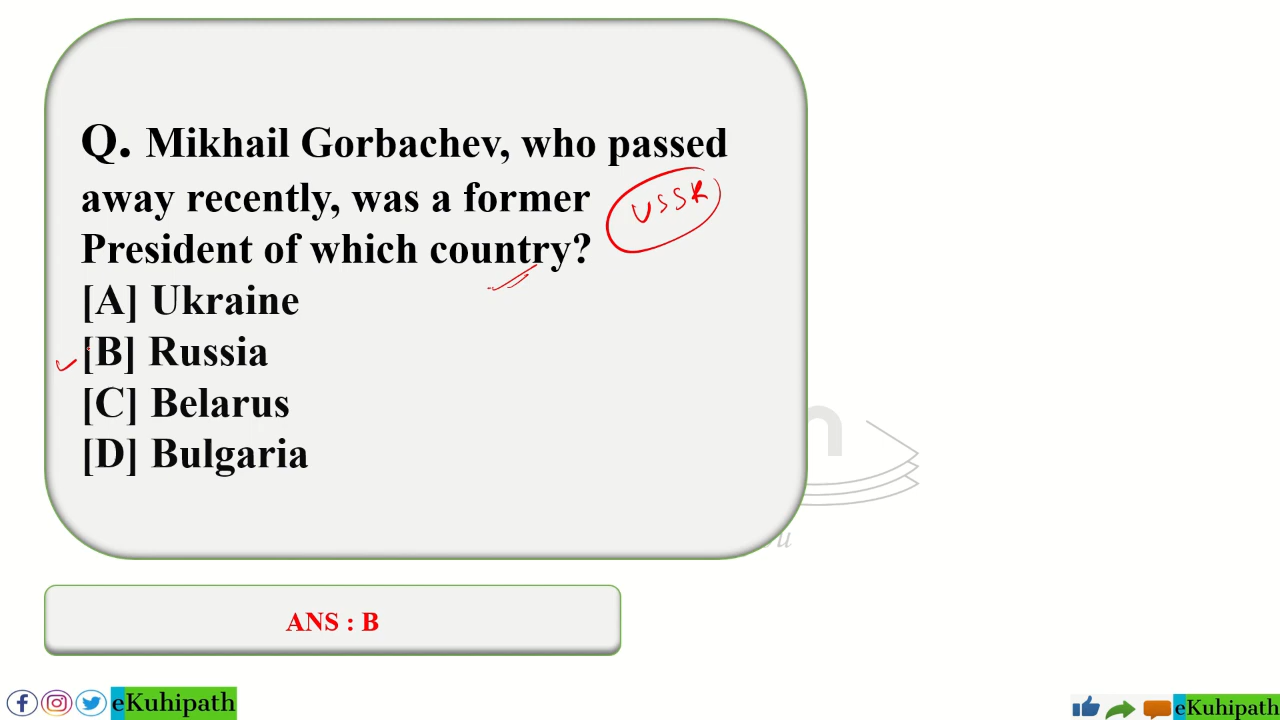 Q. Mikhail Gorbachev, who passed
away recently, was a former
USSR
President of which country?
[A] Ukraine
[B] Russia
[C] Belarus
[D] Bulgaria
ANS : B
eKuhipath
eKuhipath